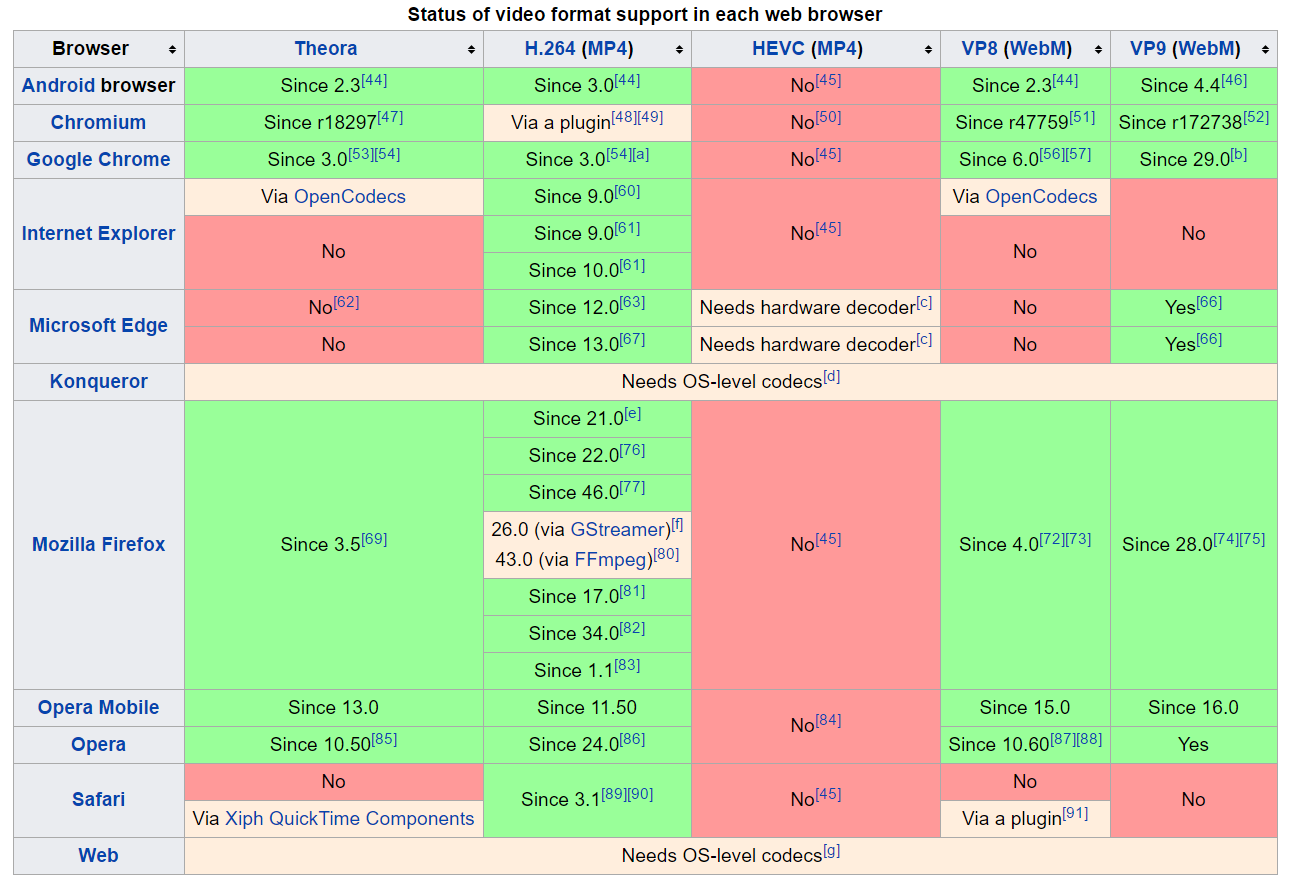 Status of video format support in each web browser
Browser Theora H.264 (MP4) HEVC (MP4) VP8 (WebM) VP9 (WebM)
Android browser Since 2.3[44] Since 3.0[44] No[45] Since 2.3[44] Since 4.4[46]
Chromium Since r18297[47] Via a plugin[48][49] No[50] Since r47759[51] Since r172738[52]
Google Chrome Since 3.0[53][54] Since 3.0[54][a] No[45] Since 6.0[56][57] Since 29.0[b]
Via OpenCodecs Since 9.0[60] Via OpenCodecs
Internet Explorer Since 9.0[61] No[45] No
No No
Since 10.0[61]
No[62] Since 12.0[63] Needs hardware decoder[c] No Yes[66]
Microsoft Edge
No Since 13.0[67] Needs hardware decoder[c] No Yes[66]
Konqueror Needs OS-level codecs[d]
Since 21.0[e]
Since 22.0[76]
Since 46.0[77]
26.0 (via GStreamer)[f]
Mozilla Firefox Since 3.5[69] No[45] Since 4.0[72][73] Since 28.0[74][75]
43.0 (via FFmpeg)[80]
Since 17.0[81]
Since 34.0[82]
Since 1.1[83]
Opera Mobile Since 13.0 Since 11.50 Since 15.0 Since 16.0
No[84]
Opera Since 10.50[85] Since 24.0[86] Since 10.60[87][88] Yes
No No
Safari Since 3.1[89][90] No[45] No
Via Xiph QuickTime Components Via a plugin[91]
Web Needs OS-level codecs[g]